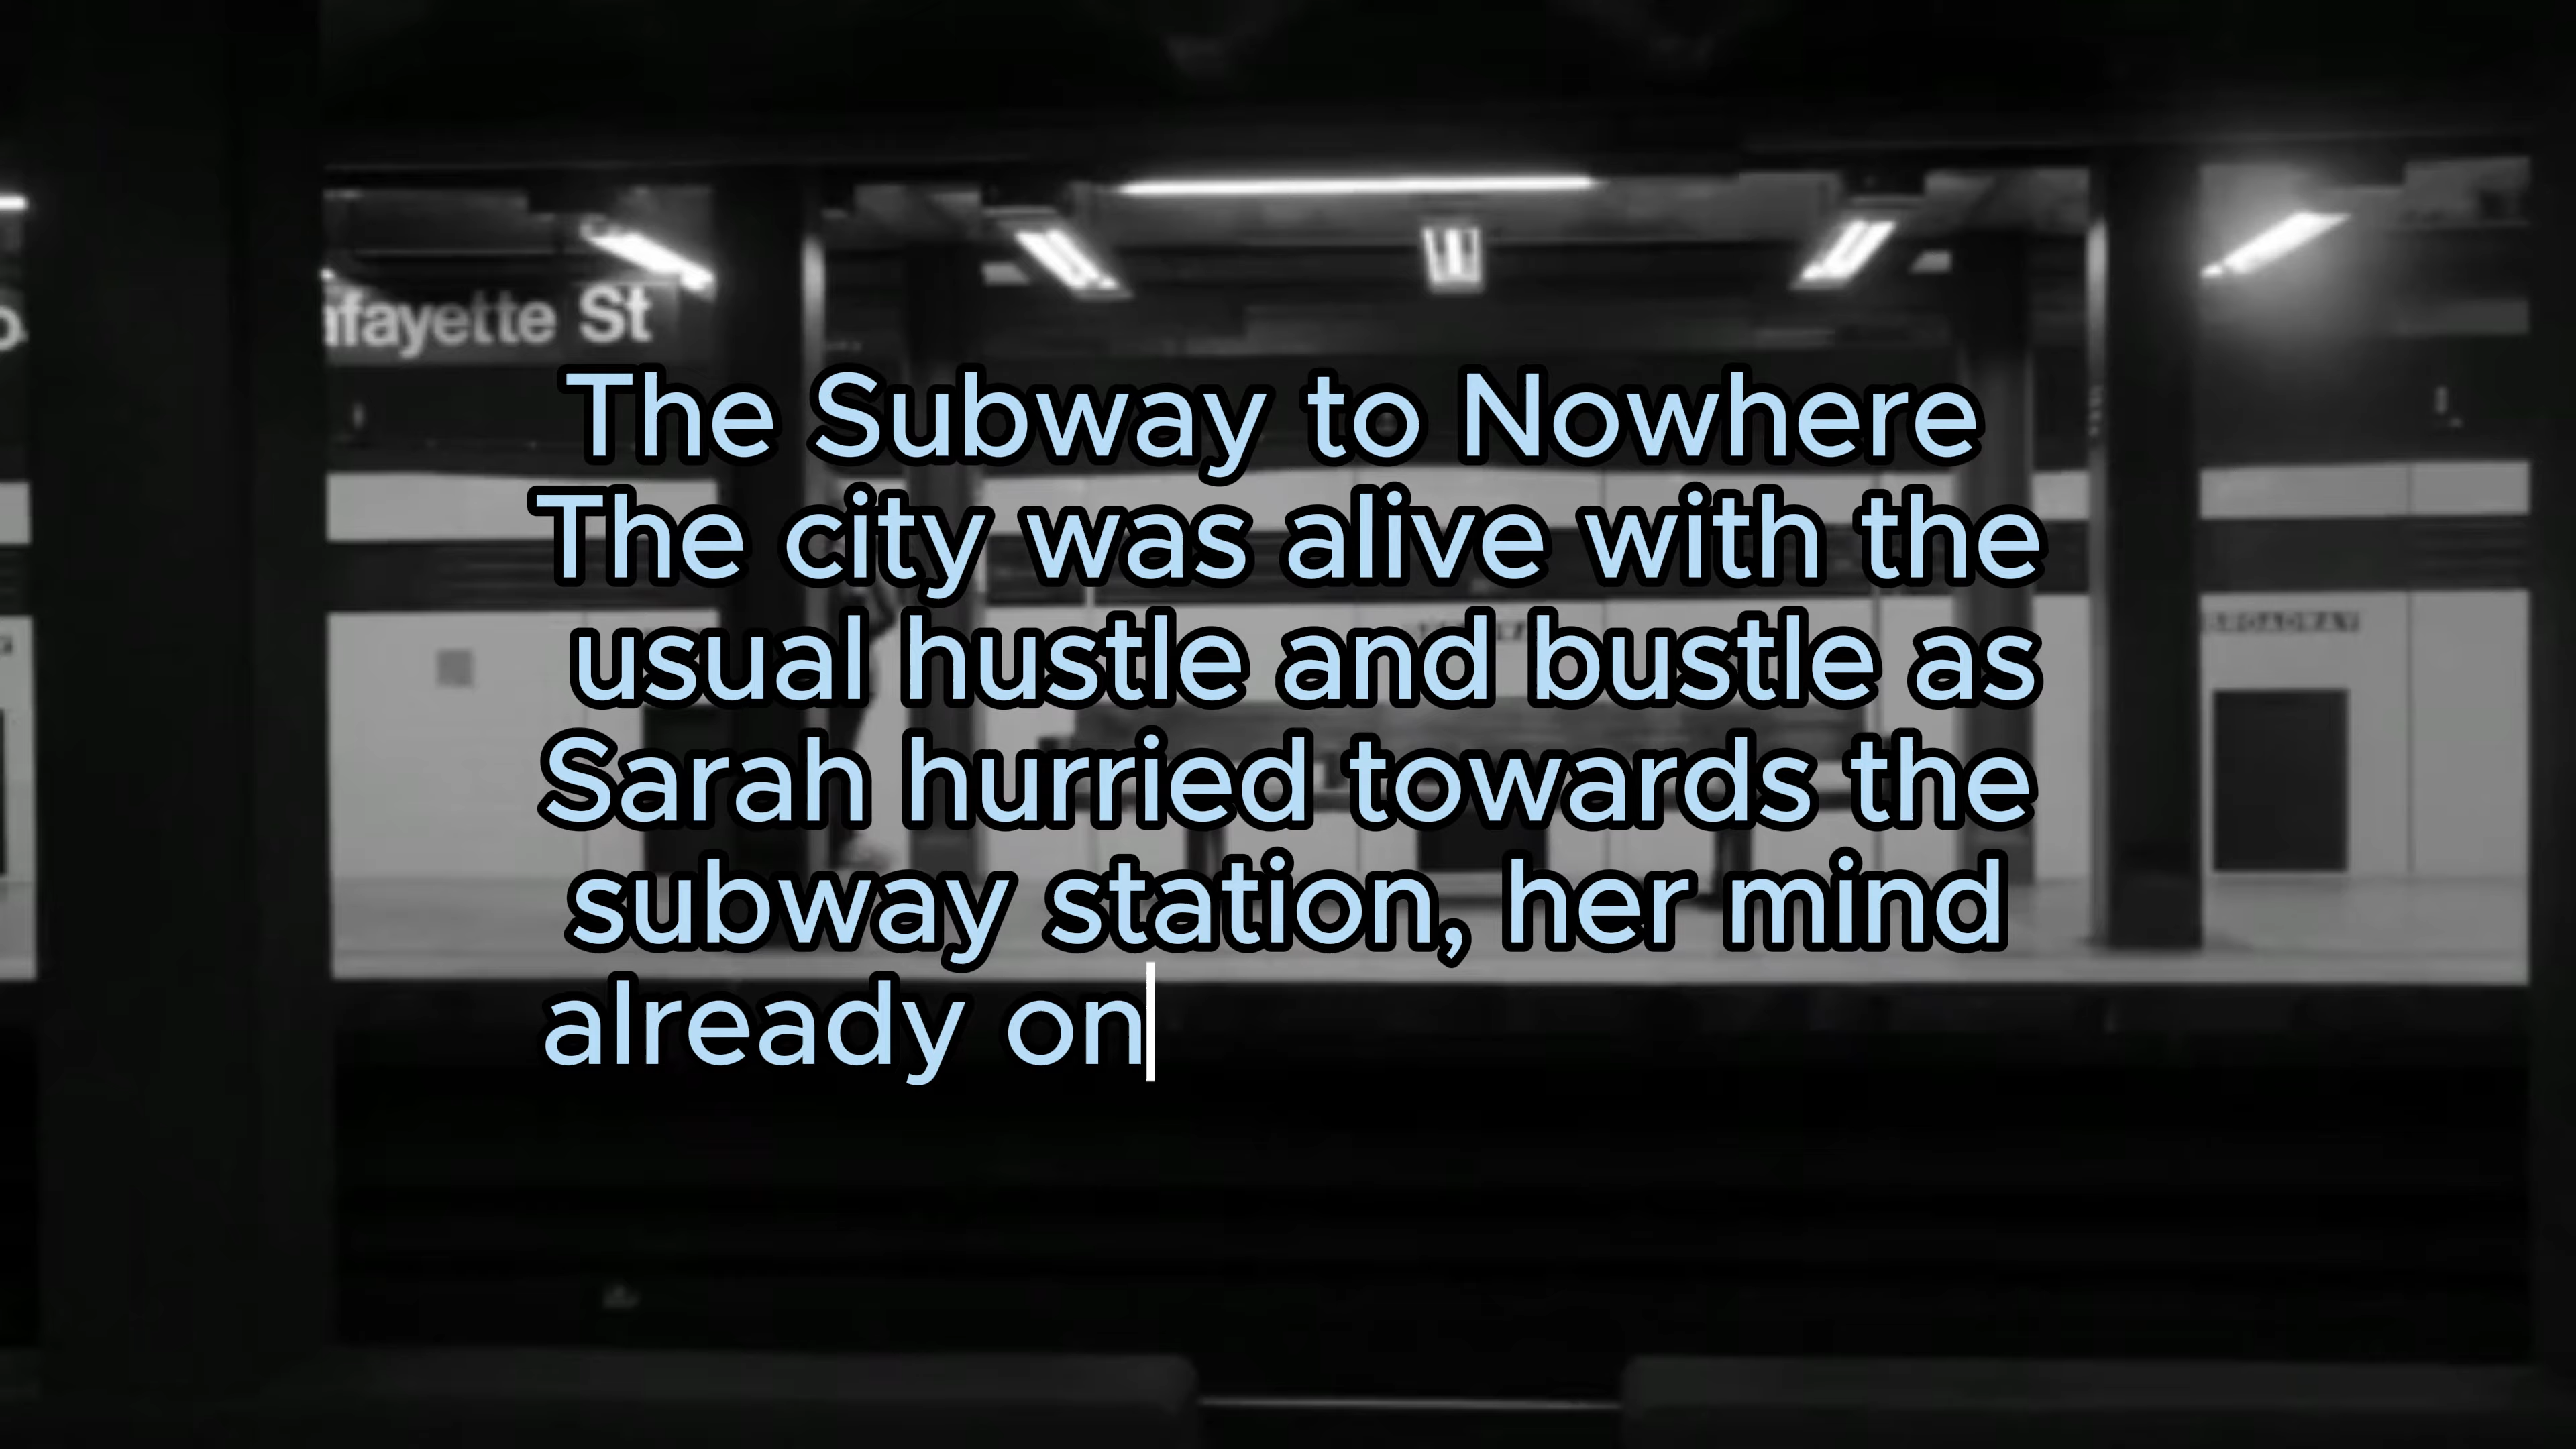 afayette St
The Subway to Nowhere
The city was alive with the
usual hustle and bustle as
Sarah hurried towards the
subway station, her mind
already on
BROADWAY